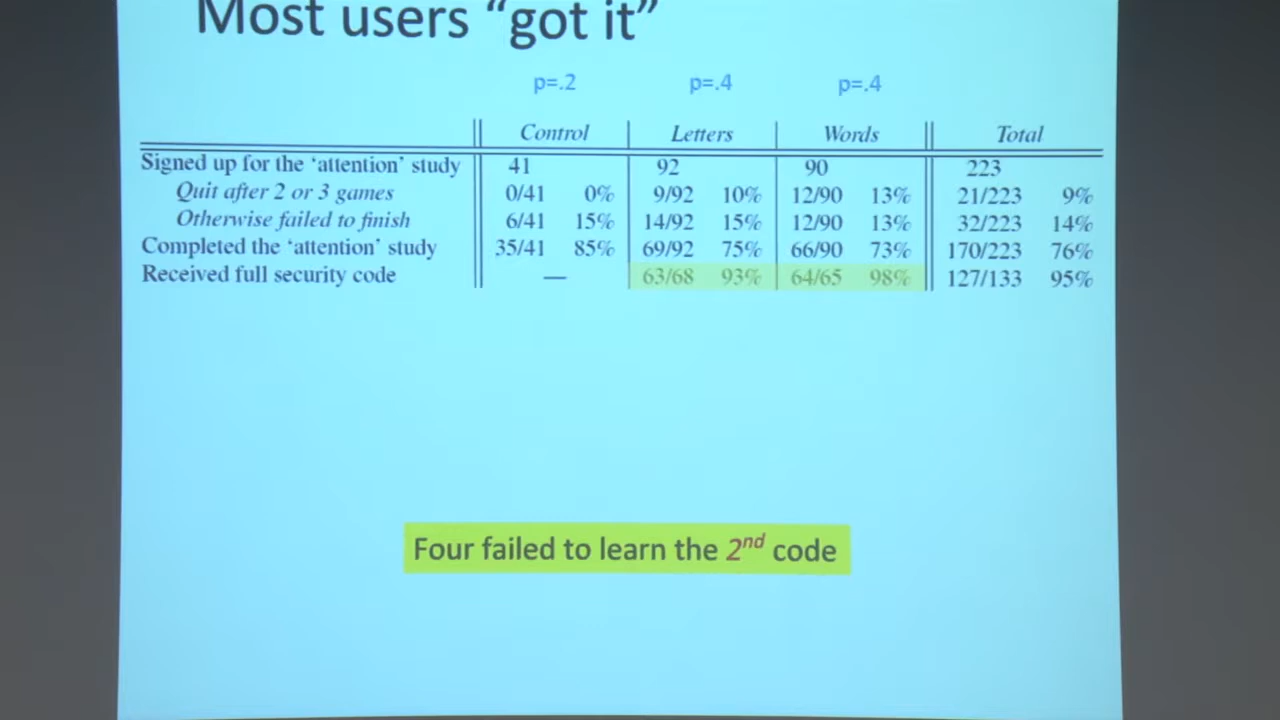 Most users “got it”
p=.2 p=.4 p=.4
Control Letters Words Total
Signed up for the ‘attention’ study 41 92 90 223
Quit after 2 or 3 games 0/41 0% 9/92 10% 12/90 13% 21/223 9%
Otherwise failed to finish 6/41 15% 14/92 15% 12/90 13% 32/223 14%
Completed the ‘attention’ study 35/41 85% 69/92 75% 66/90 73% 170/223 76%
Received full security code — 63/68 93% 64/65 98% 127/133 95%
Four failed to learn the 2nd code